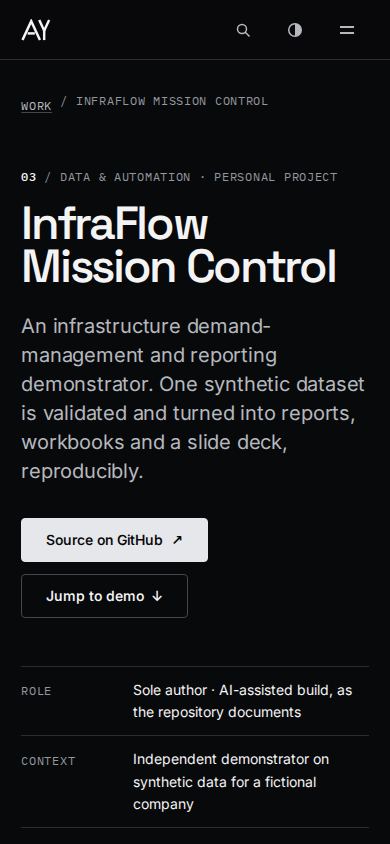 AY
WORK / INFRAFLOW MISSION CONTROL
03 / DATA & AUTOMATION · PERSONAL PROJECT
InfraFlow
Mission Control
An infrastructure demand-
management and reporting
demonstrator. One synthetic dataset
is validated and turned into reports,
workbooks and a slide deck,
reproducibly.
Source on GitHub ↗
Jump to demo ↓
ROLE
Sole author · AI-assisted build, as
the repository documents
CONTEXT
Independent demonstrator on
synthetic data for a fictional
company